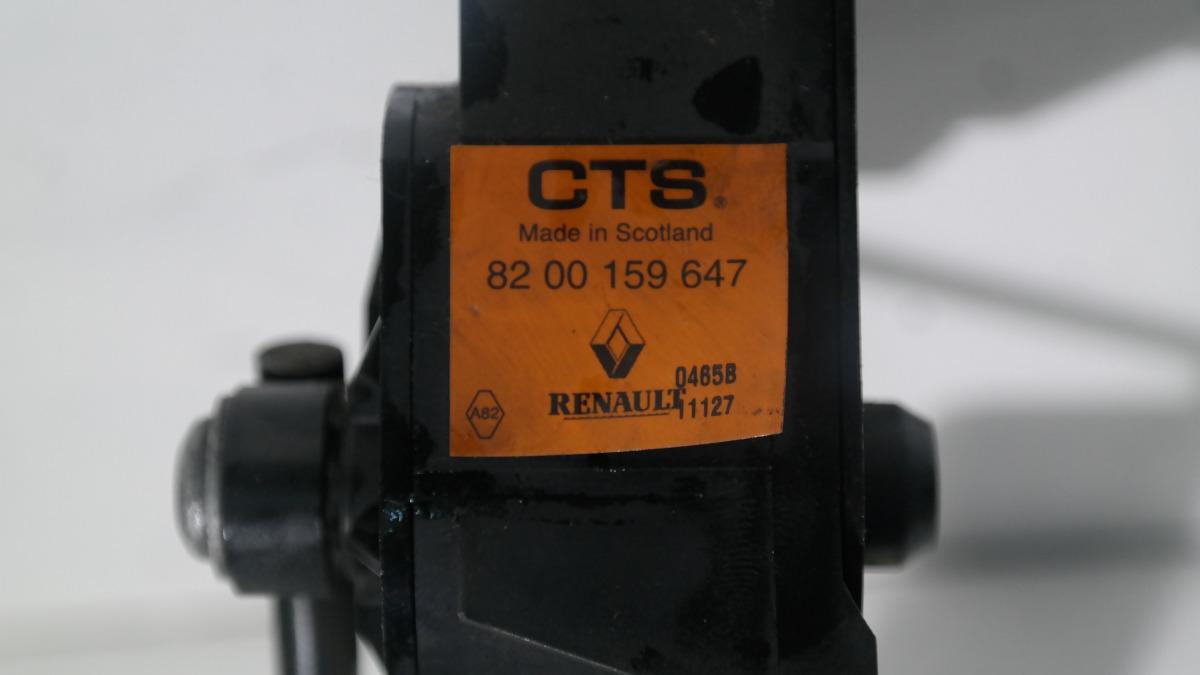 CTS®
Made in Scotland
82 00 159 647
0465B
RENAULT
11127
A82